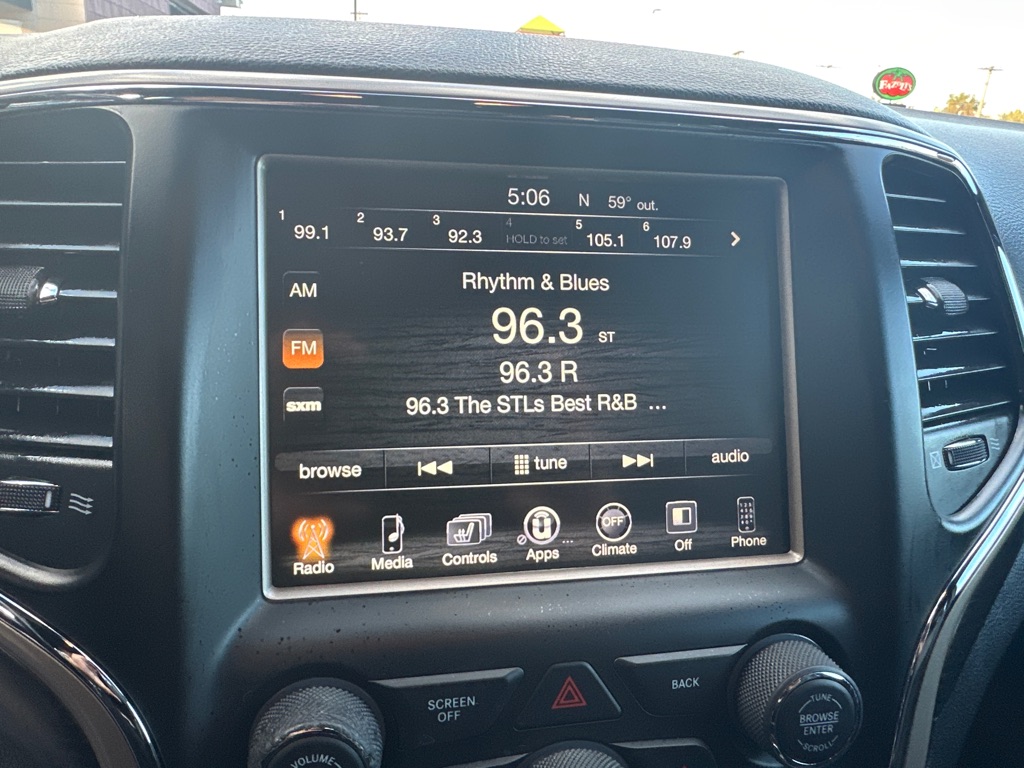 FAZOLI'S
5:06 N 59° out.
1 99.1 2 93.7 3 92.3 4 HOLD to set 5 105.1 6 107.9 >
Rhythm & Blues
AM
96.3 ST
FM
96.3 R
sxm
96.3 The STLs Best R&B ...
browse tune audio
OFF
Radio Media Controls Apps ... Climate Off Phone
SCREEN OFF
BACK
TUNE
BROWSE
ENTER
SCROLL
VOLUME